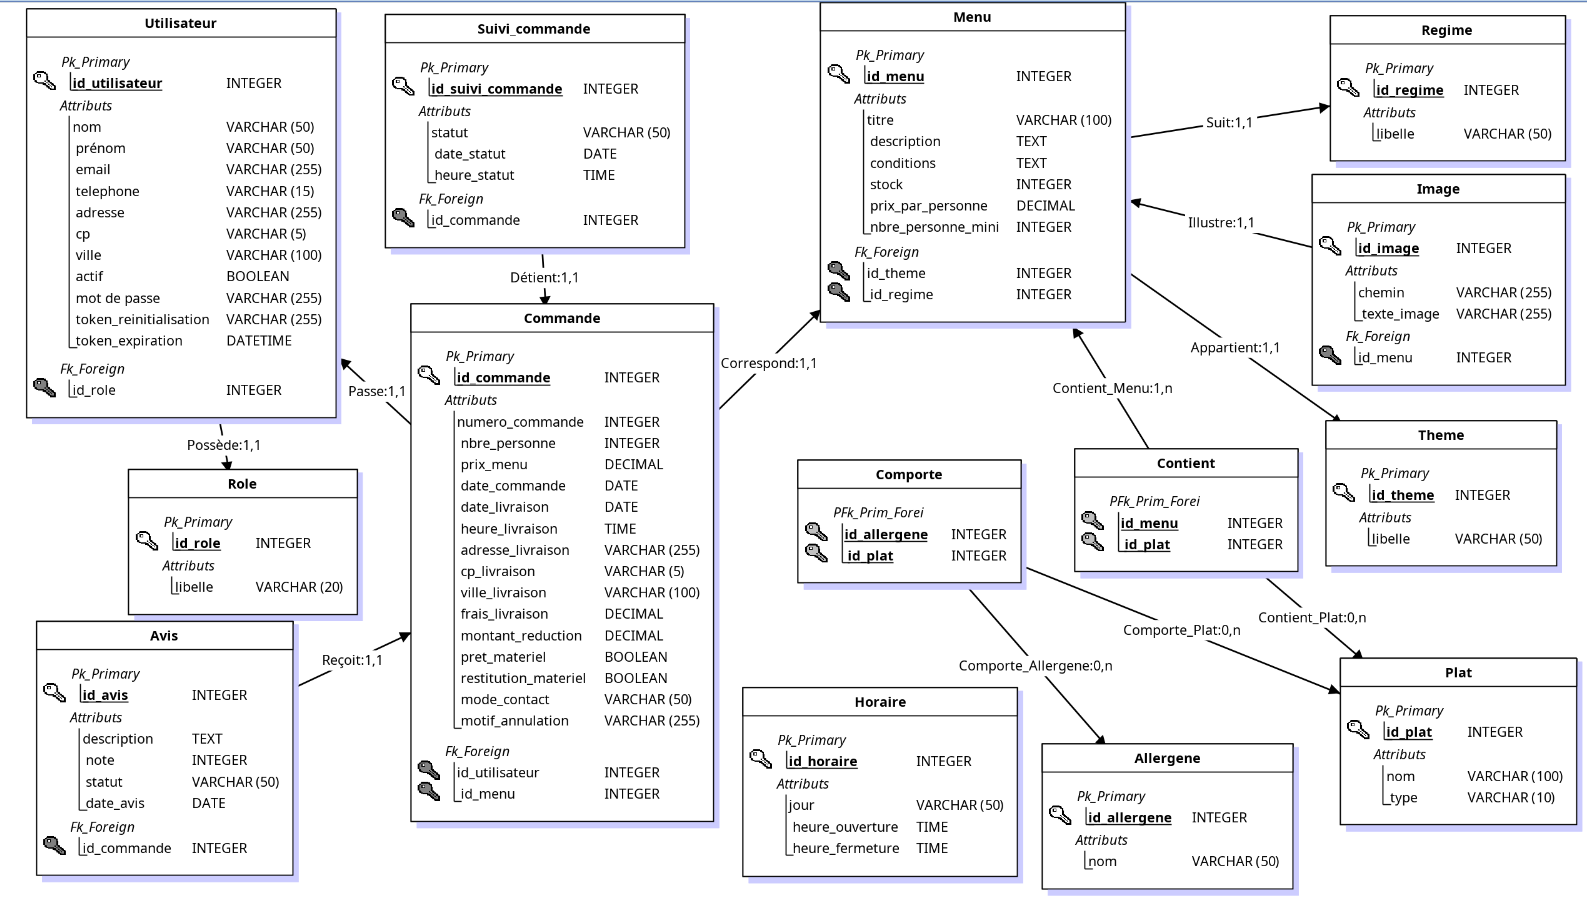 Utilisateur
Pk_Primary
id_utilisateur INTEGER
Attributs
nom VARCHAR (50)
prénom VARCHAR (50)
email VARCHAR (255)
telephone VARCHAR (15)
adresse VARCHAR (255)
cp VARCHAR (5)
ville VARCHAR (100)
actif BOOLEAN
mot de passe VARCHAR (255)
token_reinitialisation VARCHAR (255)
token_expiration DATETIME
Fk_Foreign
id_role INTEGER
Suivi_commande
Pk_Primary
id_suivi_commande INTEGER
Attributs
statut VARCHAR (50)
date_statut DATE
heure_statut TIME
Fk_Foreign
id_commande INTEGER
Menu
Pk_Primary
id_menu INTEGER
Attributs
titre VARCHAR (100)
description TEXT
conditions TEXT
stock INTEGER
prix_par_personne DECIMAL
nbre_personne_mini INTEGER
Fk_Foreign
id_theme INTEGER
id_regime INTEGER
Suit:1,1
Regime
Pk_Primary
id_regime INTEGER
Attributs
libelle VARCHAR (50)
Illustre:1,1
Image
Pk_Primary
id_image INTEGER
Attributs
chemin VARCHAR (255)
texte_image VARCHAR (255)
Fk_Foreign
id_menu INTEGER
Détient:1,1
Passe:1,1
Correspond:1,1
Appartient:1,1
Contient_Menu:1,n
Possède:1,1
Commande
Pk_Primary
id_commande INTEGER
Attributs
numero_commande INTEGER
nbre_personne INTEGER
prix_menu DECIMAL
date_commande DATE
date_livraison DATE
heure_livraison TIME
adresse_livraison VARCHAR (255)
cp_livraison VARCHAR (5)
ville_livraison VARCHAR (100)
frais_livraison DECIMAL
montant_reduction DECIMAL
pret_materiel BOOLEAN
restitution_materiel BOOLEAN
mode_contact VARCHAR (50)
motif_annulation VARCHAR (255)
Fk_Foreign
id_utilisateur INTEGER
id_menu INTEGER
Role
Pk_Primary
id_role INTEGER
Attributs
libelle VARCHAR (20)
Comporte
PFk_Prim_Forei
id_allergene INTEGER
id_plat INTEGER
Contient
PFk_Prim_Forei
id_menu INTEGER
id_plat INTEGER
Theme
Pk_Primary
id_theme INTEGER
Attributs
libelle VARCHAR (50)
Avis
Pk_Primary
id_avis INTEGER
Attributs
description TEXT
note INTEGER
statut VARCHAR (50)
date_avis DATE
Fk_Foreign
id_commande INTEGER
Reçoit:1,1
Comporte_Plat:0,n
Contient_Plat:0,n
Comporte_Allergene:0,n
Horaire
Pk_Primary
id_horaire INTEGER
Attributs
jour VARCHAR (50)
heure_ouverture TIME
heure_fermeture TIME
Allergene
Pk_Primary
id_allergene INTEGER
Attributs
nom VARCHAR (50)
Plat
Pk_Primary
id_plat INTEGER
Attributs
nom VARCHAR (100)
type VARCHAR (10)